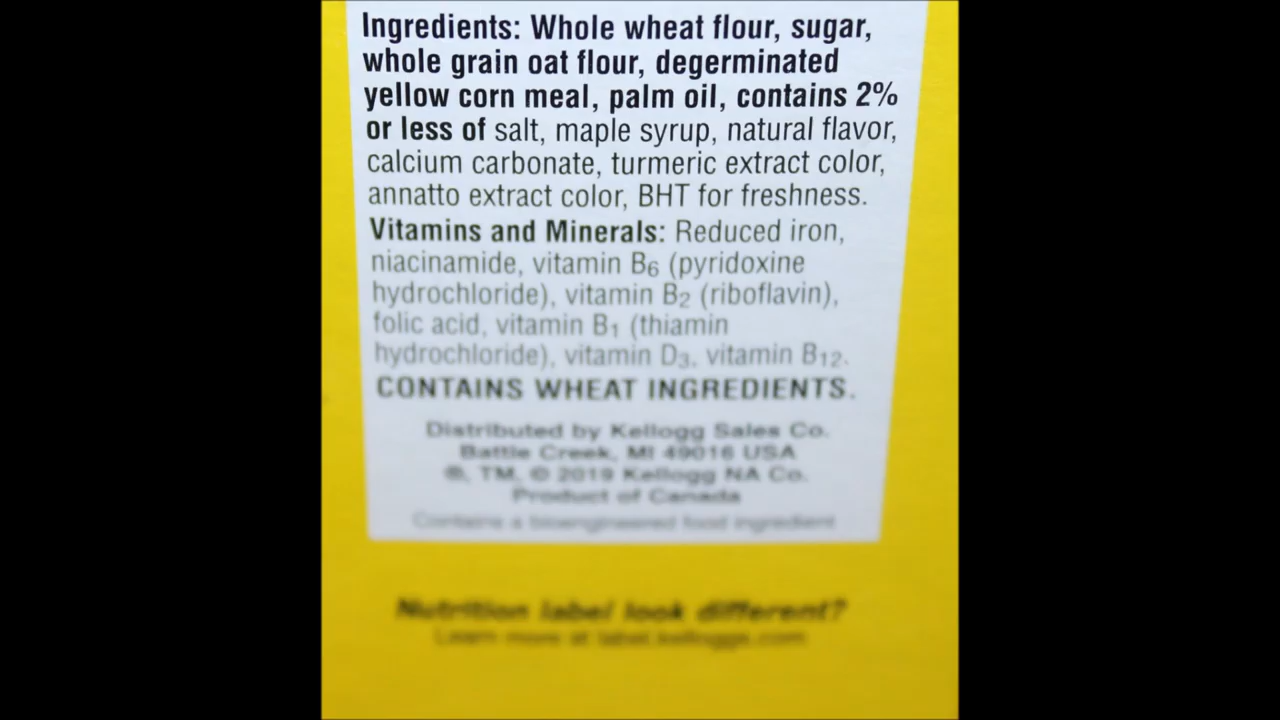 Ingredients: Whole wheat flour, sugar,
whole grain oat flour, degerminated
yellow corn meal, palm oil, contains 2%
or less of salt, maple syrup, natural flavor,
calcium carbonate, turmeric extract color,
annatto extract color, BHT for freshness.
Vitamins and Minerals: Reduced iron,
niacinamide, vitamin B6 (pyridoxine
hydrochloride), vitamin B2 (riboflavin),
folic acid, vitamin B1 (thiamin
hydrochloride), vitamin D3, vitamin B12.
CONTAINS WHEAT INGREDIENTS.
Distributed by Kellogg Sales Co.
Battle Creek, MI 49016 USA
®, TM, © 2019 Kellogg NA Co.
Product of Canada
Contains a bioengineered food ingredient
Nutrition label look different?
Learn more at label.kelloggs.com